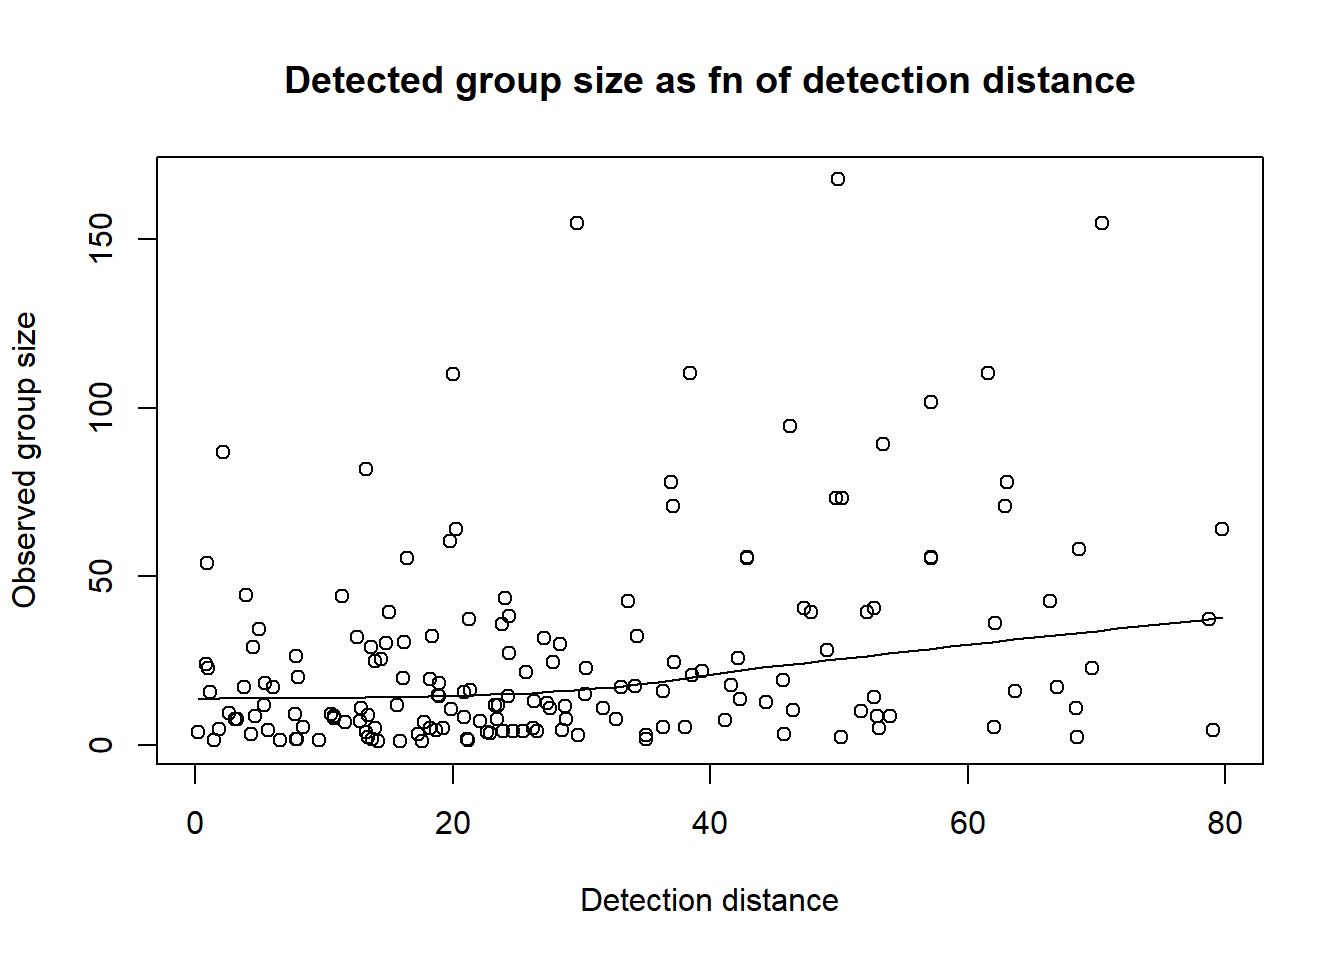 Detected group size as fn of detection distance
Observed group size
150
100
50
0
0 20 40 60 80
Detection distance